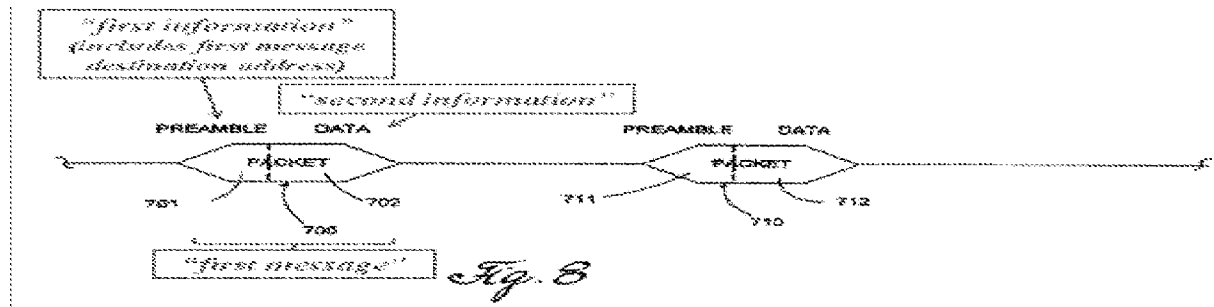 "first information"
(includes first message
destination address)
"second information"
PREAMBLE DATA PREAMBLE DATA
PACKET PACKET
701 702 711 712
700 710
"first message"
Fig. 8